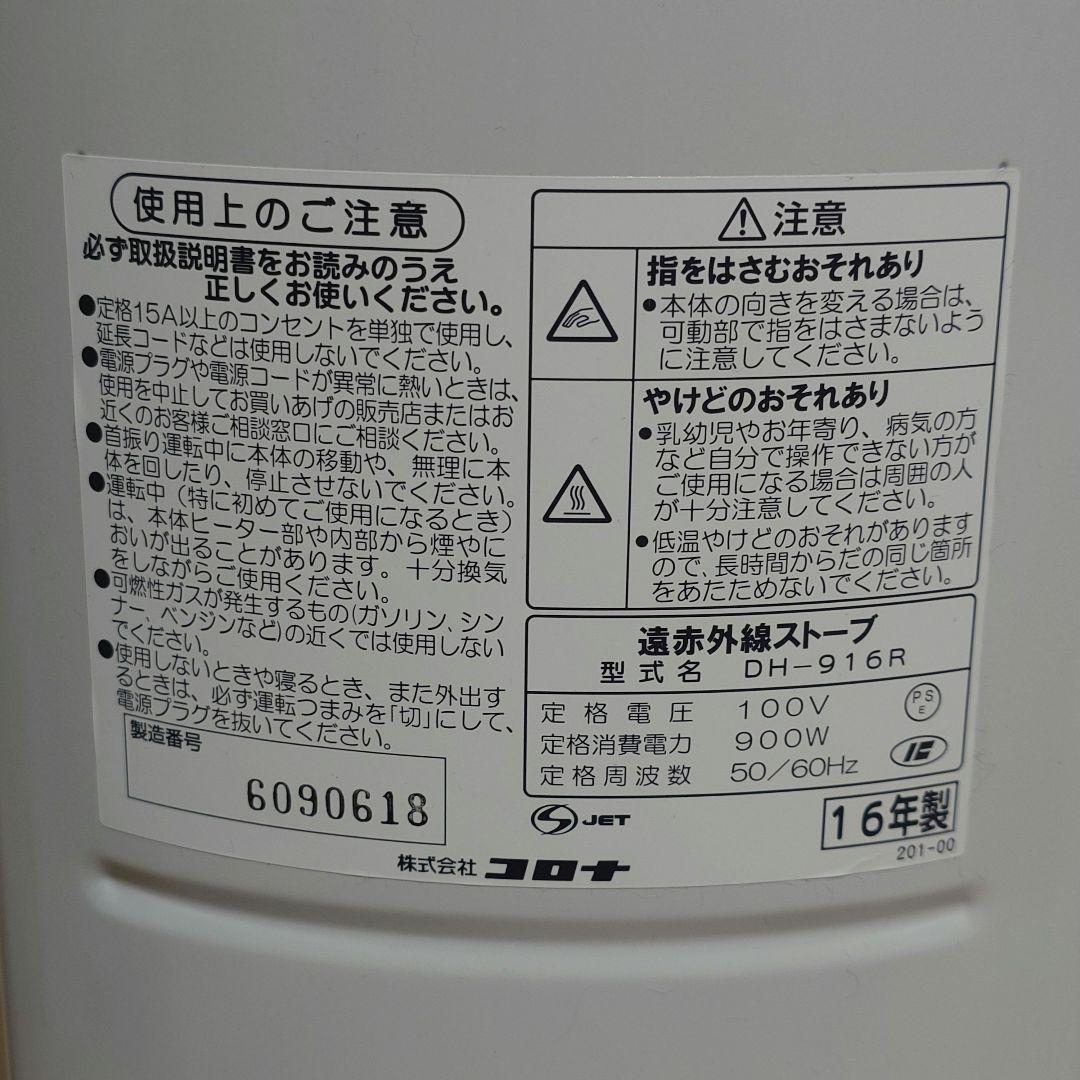 使用上のご注意
必ず取扱説明書をお読みのうえ
正しくお使いください。
●定格15A以上のコンセントを単独で使用し、
延長コードなどは使用しないでください。
●電源プラグや電源コードが異常に熱いときは、
使用を中止してお買いあげの販売店またはお
近くのお客様ご相談窓口にご相談ください。
●首振り運転中に本体の移動や、無理に本
体を回したり、停止させないでください。
●運転中（特に初めてご使用になるとき）
は、本体ヒーター部や内部から煙やに
おいが出ることがあります。十分換気
をしながらご使用ください。
●可燃性ガスが発生するもの(ガソリン、シン
ナー、ベンジンなど)の近くでは使用しない
でください。
●使用しないときや寝るとき、また外出す
るときは、必ず運転つまみを「切」にして、
電源プラグを抜いてください。
製造番号
6090618
注意
指をはさむおそれあり
●本体の向きを変える場合は、
可動部で指をはさまないよう
に注意してください。
やけどのおそれあり
●乳幼児やお年寄り、病気の方
など自分で操作できない方が
ご使用になる場合は周囲の人
が十分注意してください。
●低温やけどのおそれがあります
ので、長時間からだの同じ箇所
をあたためないでください。
遠赤外線ストーブ
型式名 DH-916R
定格電圧 100V
定格消費電力 900W
定格周波数 50/60Hz
PS
E
JET
16年製
201-00
株式会社 コロナ